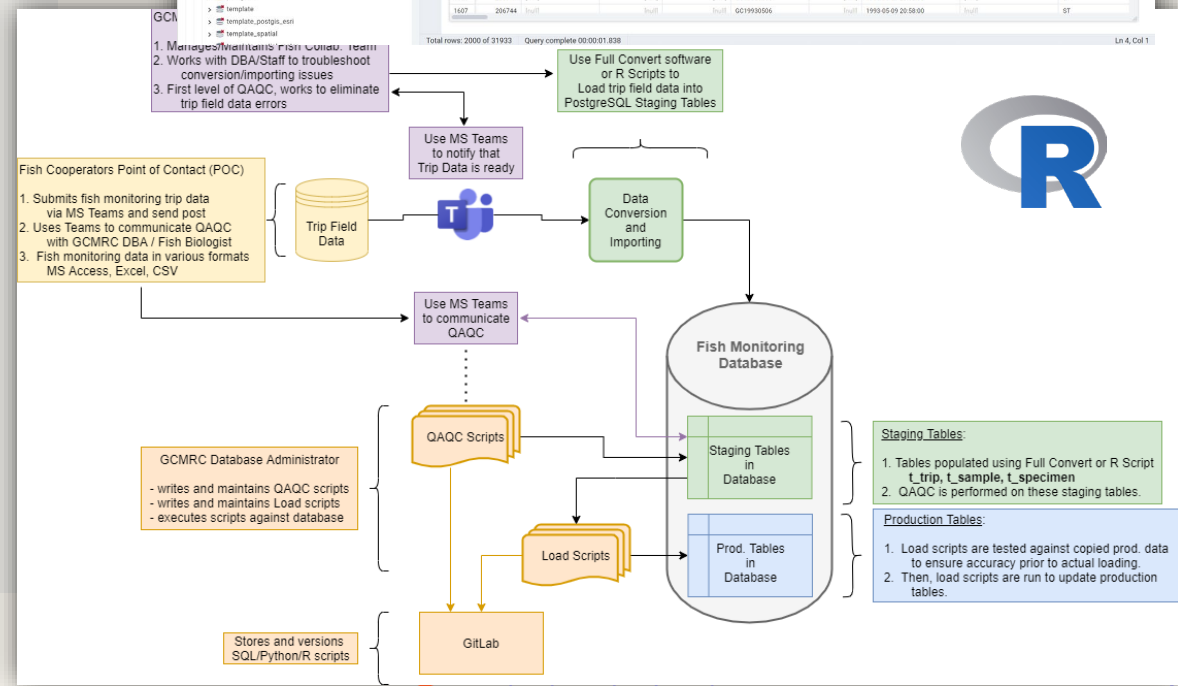 template
template_postgis_esri
template_spatial
1607 206744 [null] [null] [null] GC19930506 [null] 1993-05-09 20:58:00 [null] ST
Total rows: 2000 of 31933 Query complete 00:00:01.838 Ln 4, Col 1
1. Manages/Maintains Fish Collab. Team
2. Works with DBA/Staff to troubleshoot
conversion/importing issues
3. First level of QAQC, works to eliminate
trip field data errors
Use Full Convert software
or R Scripts to
Load trip field data into
PostgreSQL Staging Tables
R
Use MS Teams
to notify that
Trip Data is ready
Fish Cooperators Point of Contact (POC)
1. Submits fish monitoring trip data
via MS Teams and send post
2. Uses Teams to communicate QAQC
with GCMRC DBA / Fish Biologist
3. Fish monitoring data in various formats
MS Access, Excel, CSV
Trip Field
Data
T
Data
Conversion
and
Importing
Use MS Teams
to communicate
QAQC
Fish Monitoring
Database
QAQC Scripts
Staging Tables
in
Database
Staging Tables:
1. Tables populated using Full Convert or R Script
t_trip, t_sample, t_specimen
2. QAQC is performed on these staging tables.
GCMRC Database Administrator
- writes and maintains QAQC scripts
- writes and maintains Load scripts
- executes scripts against database
Load Scripts
Prod. Tables
in
Database
Production Tables:
1. Load scripts are tested against copied prod. data
to ensure accuracy prior to actual loading.
2. Then, load scripts are run to update production
tables.
Stores and versions
SQL/Python/R scripts
GitLab